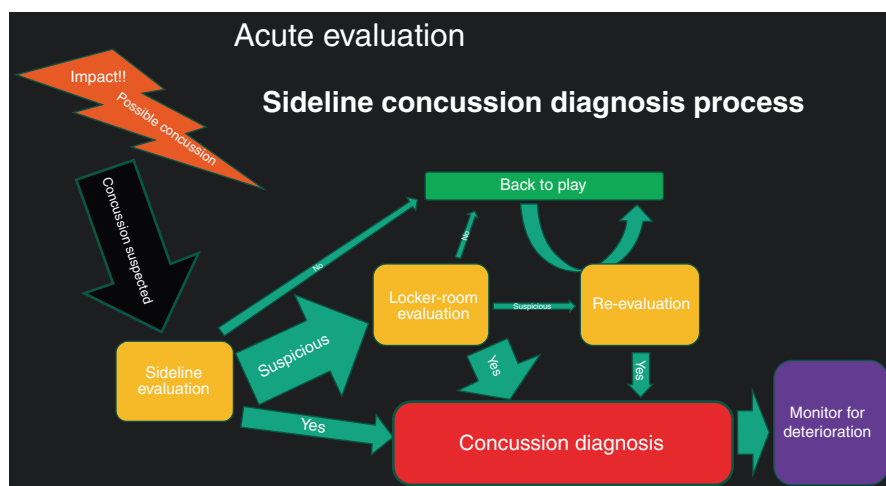 Acute evaluation
Impact!!
Possible concussion
Sideline concussion diagnosis process
Concussion suspected
Back to play
No
No
Locker-room
evaluation
Suspicious
Re-evaluation
Sideline
evaluation
Suspicious
Yes
Yes
Yes
Concussion diagnosis
Monitor for
deterioration